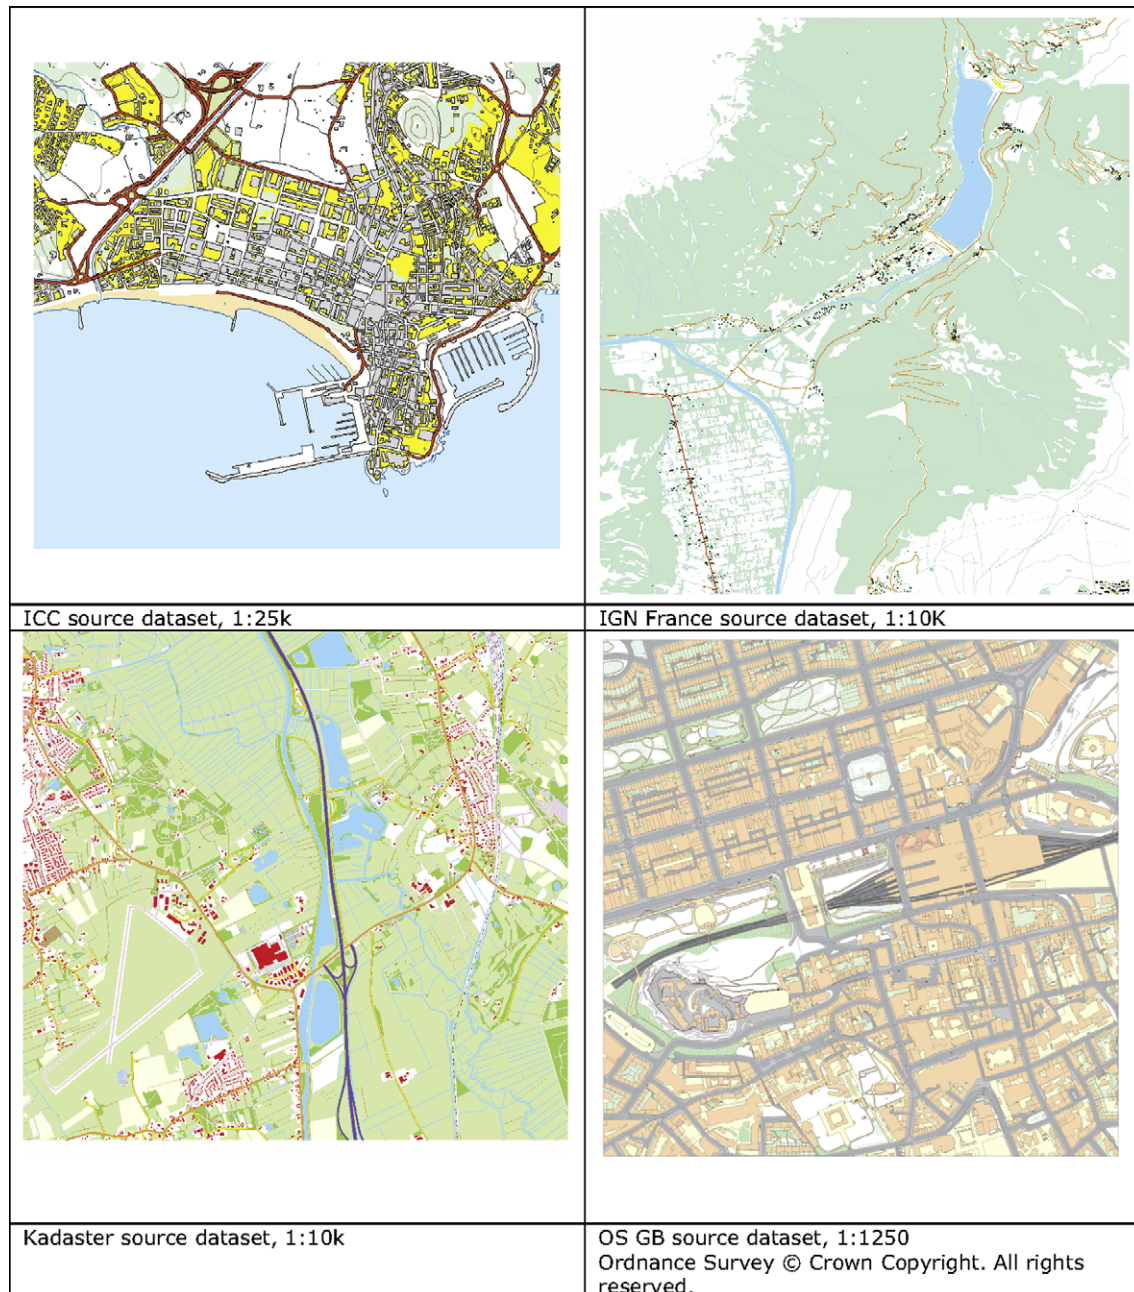 ICC source dataset, 1:25k
IGN France source dataset, 1:10K
Kadaster source dataset, 1:10k
OS GB source dataset, 1:1250
Ordnance Survey © Crown Copyright. All rights
reserved.